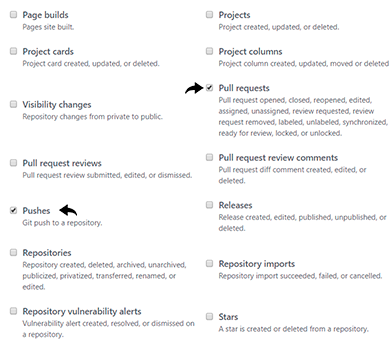 Page builds
Pages site built.
Projects
Project created, updated, or deleted.
Project cards
Project card created, updated, or deleted.
Project columns
Project column created, updated, moved or deleted
Visibility changes
Repository changes from private to public.
Pull requests
Pull request opened, closed, reopened, edited,
assigned, unassigned, review requested, review
request removed, labeled, unlabeled, synchronized,
ready for review, locked, or unlocked.
Pull request reviews
Pull request review submitted, edited, or dismissed.
Pull request review comments
Pull request diff comment created, edited, or
deleted.
Pushes
Git push to a repository.
Releases
Release created, edited, published, unpublished, or
deleted.
Repositories
Repository created, deleted, archived, unarchived,
publicized, privatized, transferred, renamed, or
edited.
Repository imports
Repository import succeeded, failed, or cancelled.
Repository vulnerability alerts
Vulnerability alert created, resolved, or dismissed on
a repository.
Stars
A star is created or deleted from a repository.